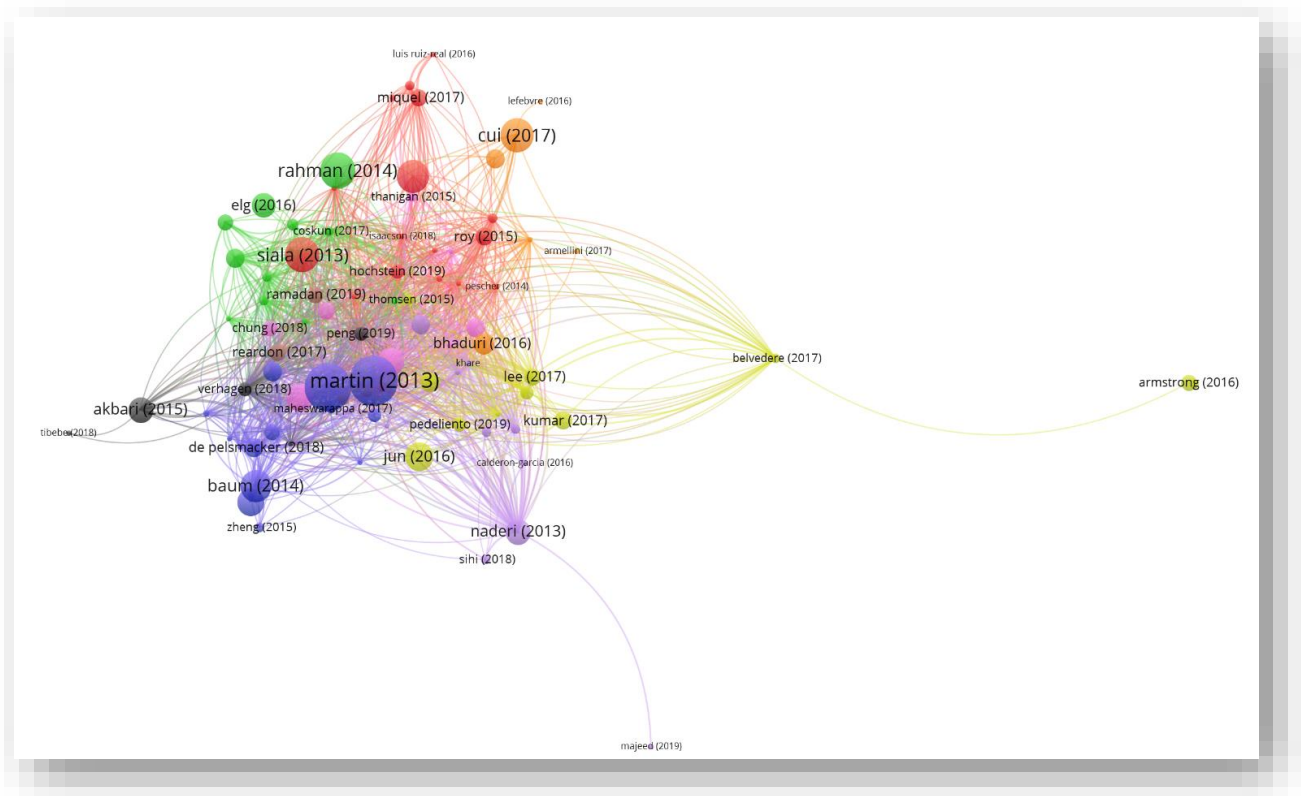 luis ruiz-real (2016)
miquel (2017)
lefebvre (2016)
cui (2017)
rahman (2014)
thanigan (2015)
elg (2016)
coskun (2017)
isaacson (2018)
roy (2015)
armellini (2017)
siala (2013)
hochstein (2019)
pescher (2014)
ramadan (2019)
thomsen (2015)
chung (2018)
peng (2019)
bhaduri (2016)
reardon (2017)
khare
belvedere (2017)
verhagen (2018)
martin (2013)
lee (2017)
armstrong (2016)
akbari (2015)
maheswarappa (2017)
pedeliento (2019)
kumar (2017)
tibebe (2018)
de pelsmacker (2018)
jun (2016)
calderon-garcia (2016)
baum (2014)
zheng (2015)
naderi (2013)
sihi (2018)
majeed (2019)